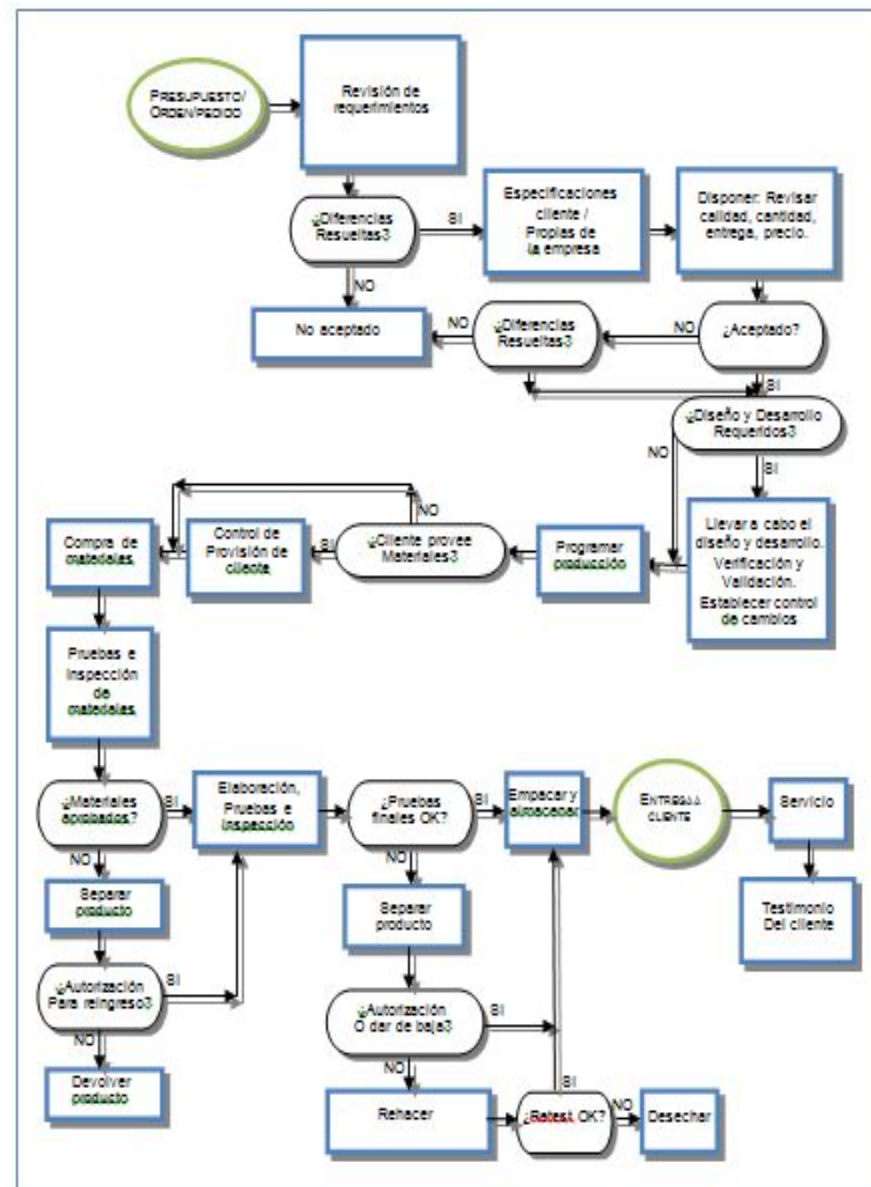 PRESUPUESTO/
ORDEN/PEDIDO
Revisión de
requerimientos
¿Diferencias
Resueltas3
SI
Especificaciones
cliente /
Propias de
la empresa
Disponer: Revisar
calidad, cantidad,
entrega, precio.
NO
No aceptado
NO
¿Diferencias
Resueltas3
NO
¿Aceptado?
SI
¿Diseño y Desarrollo
Requeridos3
NO
SI
Llevar a cabo el
diseño y desarrollo.
Verificación y
Validación.
Establecer control
de cambios
Programar
producción
¿Cliente provee
Materiales3
NO
SI
Control de
Provisión de
cliente
Compra de
materiales
Pruebas e
Inspección
de
materiales
¿Materiales
aprobados?
SI
Elaboración,
Pruebas e
Inspección
¿Pruebas
finales OK?
SI
Empacar y
almacenar
ENTREGA A
CLIENTE
Servicio
Testimonio
Del cliente
NO
Separar
producto
¿Autorización
Para reingreso3
SI
NO
Devolver
producto
NO
Separar
producto
¿Autorización
O dar de baja3
SI
NO
Rehacer
¿Retest OK?
SI
NO
Desechar